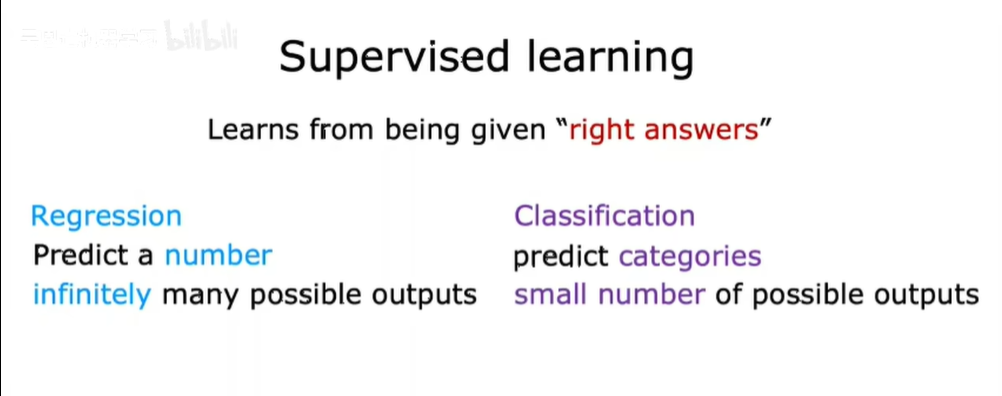 bilibili
Supervised learning
Learns from being given “right answers”
Regression
Predict a number
infinitely many possible outputs
Classification
predict categories
small number of possible outputs